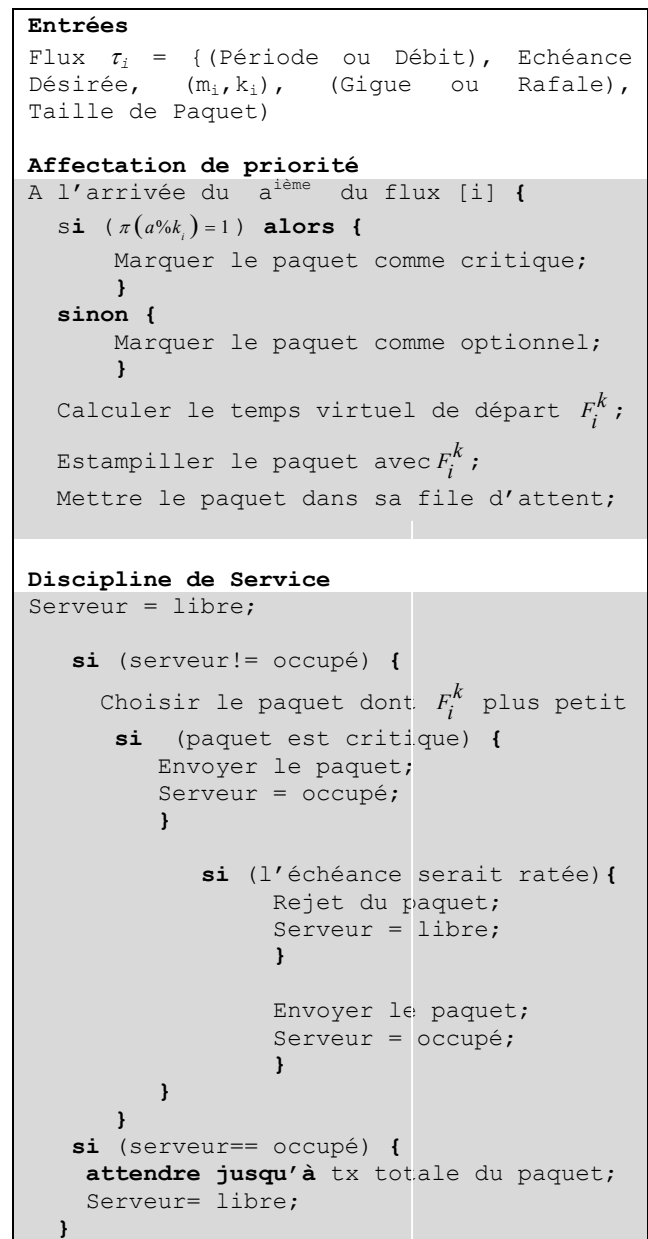 Entrées
Flux τi = {(Période ou Débit), Echéance
Désirée, (mi,ki), (Gigue ou Rafale),
Taille de Paquet)
Affectation de priorité
A l’arrivée du aième du flux [i] {
si (π(a%ki)=1) alors {
Marquer le paquet comme critique;
}
sinon {
Marquer le paquet comme optionnel;
}
Calculer le temps virtuel de départ F_i^k ;
Estampiller le paquet avec F_i^k ;
Mettre le paquet dans sa file d’attent;
Discipline de Service
Serveur = libre;
si (serveur!= occupé) {
Choisir le paquet dont F_i^k plus petit
si (paquet est critique) {
Envoyer le paquet;
Serveur = occupé;
}
si (l’échéance serait ratée){
Rejet du paquet;
Serveur = libre;
}
Envoyer le paquet;
Serveur = occupé;
}
}
}
si (serveur== occupé) {
attendre jusqu’à tx totale du paquet;
Serveur= libre;
}